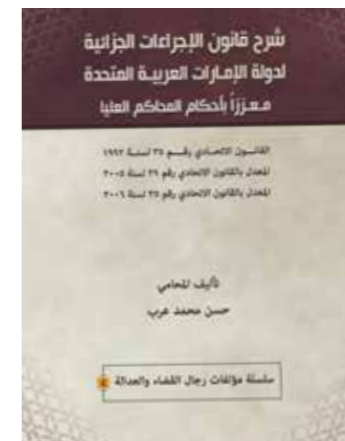 شرح قانون الإجراءات الجزائية
لدولة الإمارات العربية المتحدة
معززاً بأحكام المحاكم العليا
القانون الاتحادي رقم ٣٥ لسنة ١٩٩٢
المعدل بالقانون الاتحادي رقم ٢٩ لسنة ٢٠٠٥
المعدل بالقانون الاتحادي رقم ٣٥ لسنة ٢٠٠٦
تأليف المحامي
حسن محمد عرب
سلسلة مؤلفات رجال القضاء والعدالة